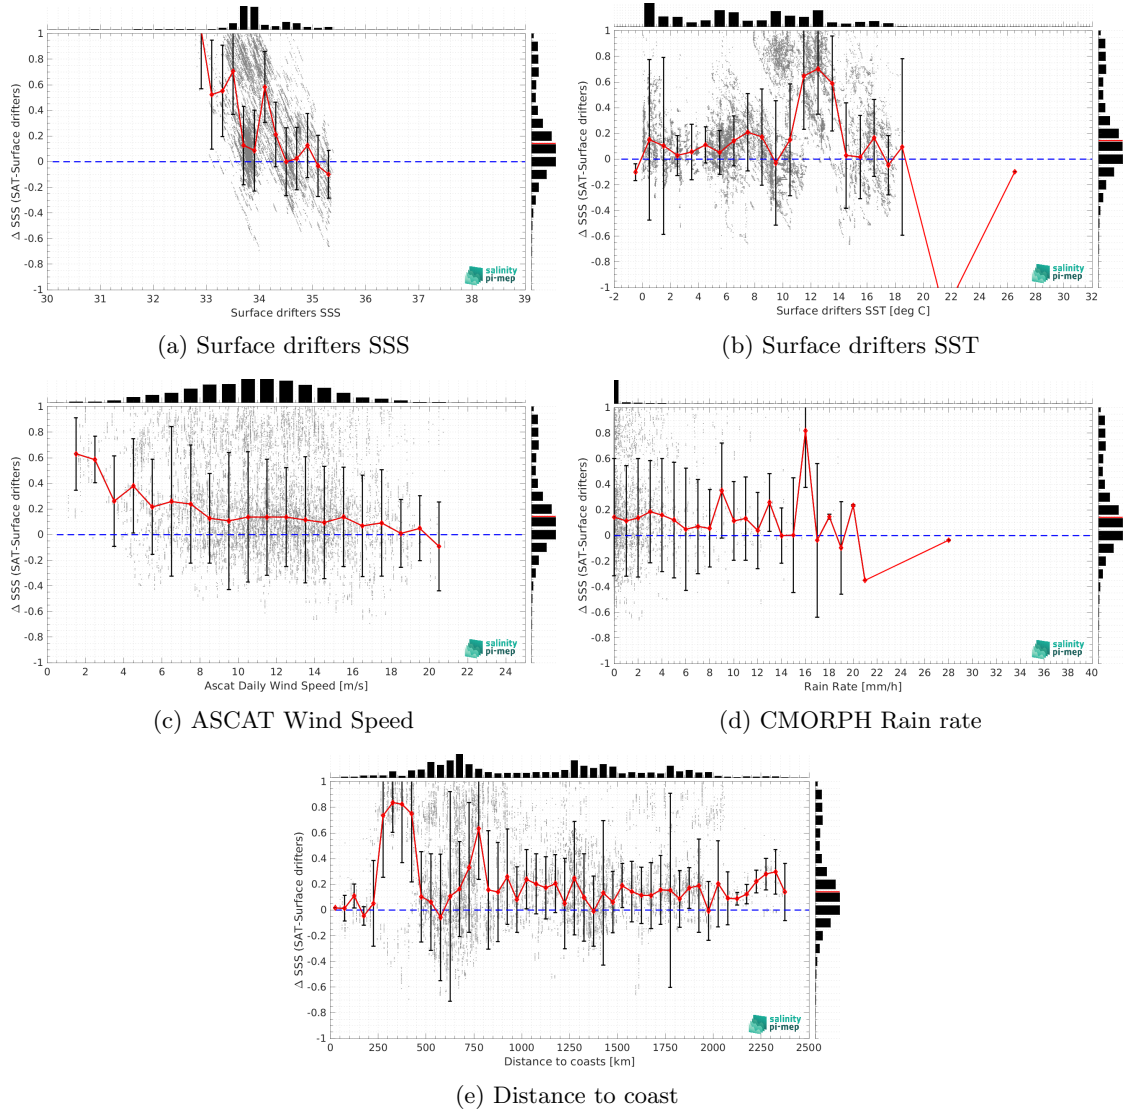 1
0.8
0.6
0.4
0.2
0
-0.2
-0.4
-0.6
-0.8
-1
Δ SSS (SAT-Surface drifters)
30 31 32 33 34 35 36 37 38 39
Surface drifters SSS
salinity
pi-mep
(a) Surface drifters SSS
1
0.8
0.6
0.4
0.2
0
-0.2
-0.4
-0.6
-0.8
-1
Δ SSS (SAT-Surface drifters)
-2 0 2 4 6 8 10 12 14 16 18 20 22 24 26 28 30 32
Surface drifters SST [deg C]
salinity
pi-mep
(b) Surface drifters SST
1
0.8
0.6
0.4
0.2
0
-0.2
-0.4
-0.6
-0.8
-1
Δ SSS (SAT-Surface drifters)
0 2 4 6 8 10 12 14 16 18 20 22 24
Ascat Daily Wind Speed [m/s]
salinity
pi-mep
(c) ASCAT Wind Speed
1
0.8
0.6
0.4
0.2
0
-0.2
-0.4
-0.6
-0.8
-1
Δ SSS (SAT-Surface drifters)
0 2 4 6 8 10 12 14 16 18 20 22 24 26 28 30 32 34 36 38 40
Rain Rate [mm/h]
salinity
pi-mep
(d) CMORPH Rain rate
1
0.8
0.6
0.4
0.2
0
-0.2
-0.4
-0.6
-0.8
-1
Δ SSS (SAT-Surface drifters)
0 250 500 750 1000 1250 1500 1750 2000 2250 2500
Distance to coasts [km]
salinity
pi-mep
(e) Distance to coast